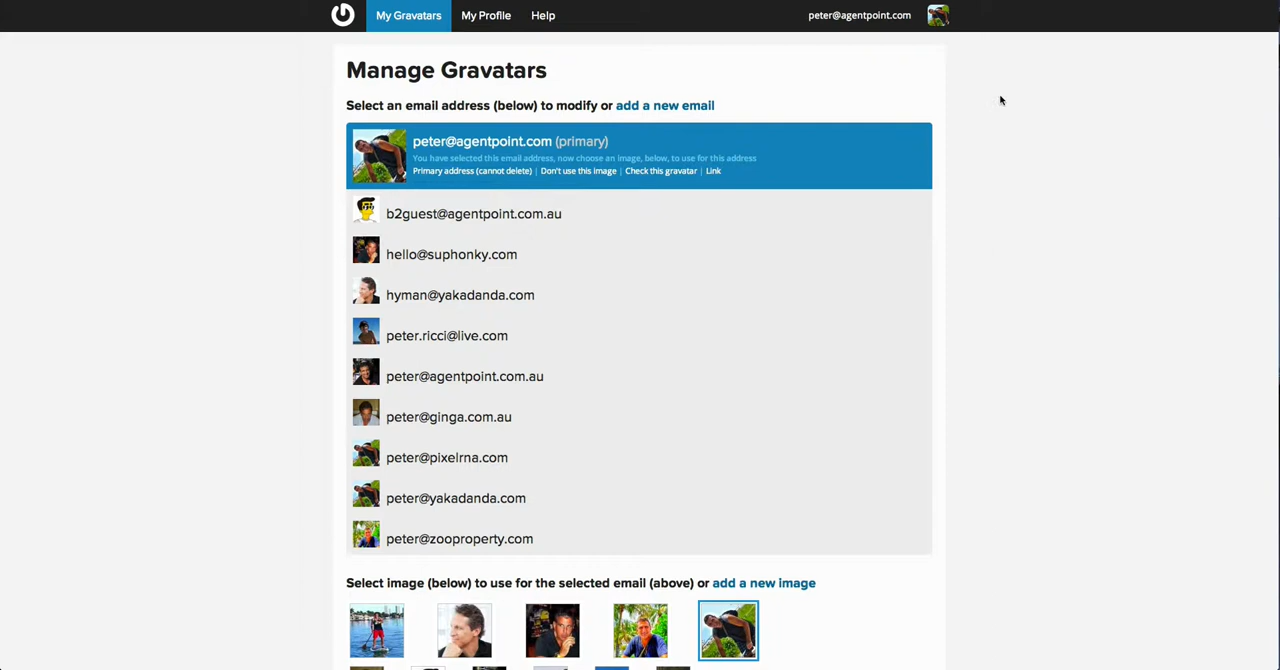 My Gravatars My Profile Help peter@agentpoint.com
Manage Gravatars
Select an email address (below) to modify or add a new email
peter@agentpoint.com (primary)
You have selected this email address, now choose an image, below, to use for this address
Primary address (cannot delete) | Don't use this image | Check this gravatar | Link
b2guest@agentpoint.com.au
hello@suphonky.com
hyman@yakadanda.com
peter.ricci@live.com
peter@agentpoint.com.au
peter@ginga.com.au
peter@pixelrna.com
peter@yakadanda.com
peter@zooproperty.com
Select image (below) to use for the selected email (above) or add a new image